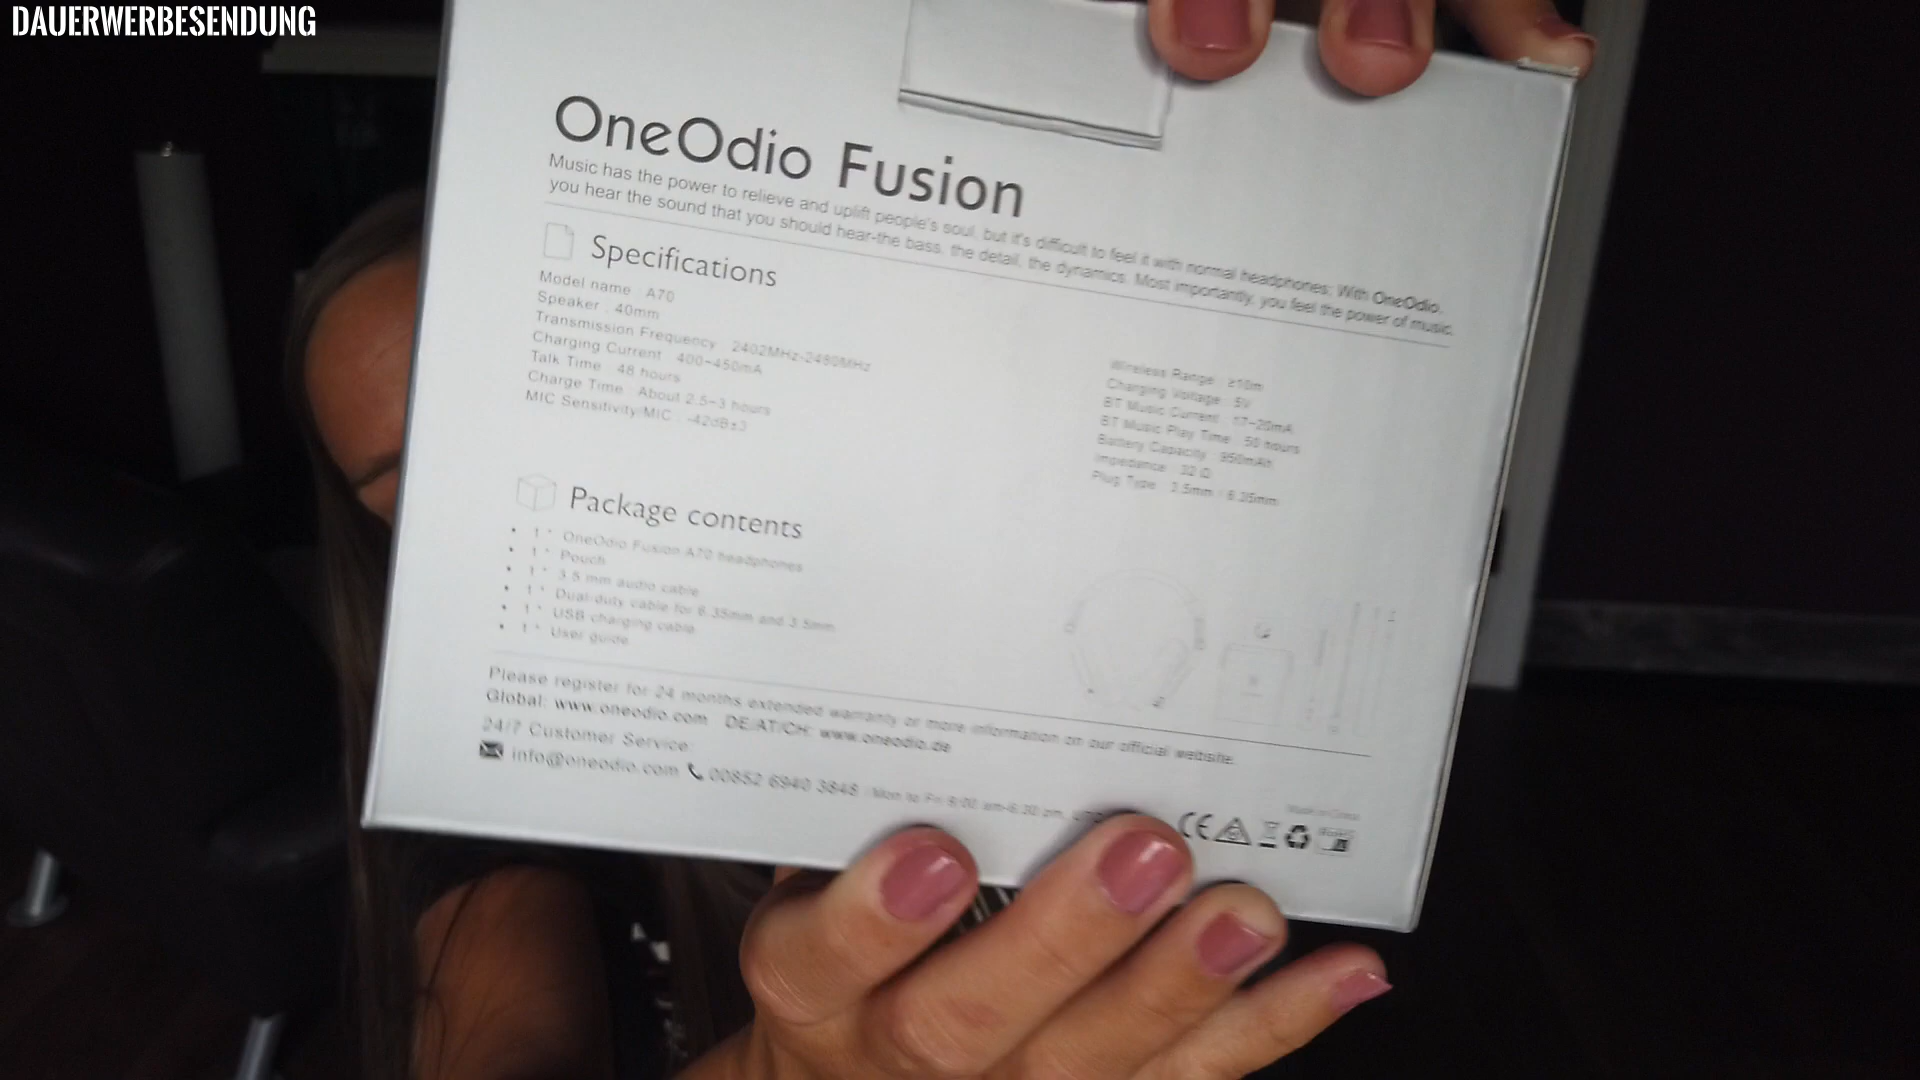 DAUERWERBESENDUNG
OneOdio Fusion
Music has the power to relieve and uplift people's soul, but it's difficult to feel it with normal headphones; With OneOdio,
you hear the sound that you should hear-the bass, the detail, the dynamics. Most importantly, you feel the power of music.
Specifications
Model name : A70
Speaker : 40mm
Transmission Frequency : 2402MHz-2480MHz
Charging Current : 400~450mA
Talk Time : 48 hours
Charge Time : About 2.5~3 hours
MIC Sensitivity/MIC : -42dB±3
Wireless Range : ≥10m
Charging Voltage : 5V
BT Music Current : 17~20mA
BT Music Play Time : 50 hours
Battery Capacity : 950mAh
Impedance : 32 Ω
Plug Type : 3.5mm / 6.35mm
Package contents
• 1 * OneOdio Fusion A70 headphones
• 1 * Pouch
• 1 * 3.5 mm audio cable
• 1 * Dual-duty cable for 6.35mm and 3.5mm
• 1 * USB charging cable
• 1 * User guide
Please register for 24 months extended warranty or more information on our official website.
Global: www.oneodio.com DE/AT/CH: www.oneodio.de
24/7 Customer Service:
info@oneodio.com 00852 6940 3848 Mon to Fri
Made in China
CE